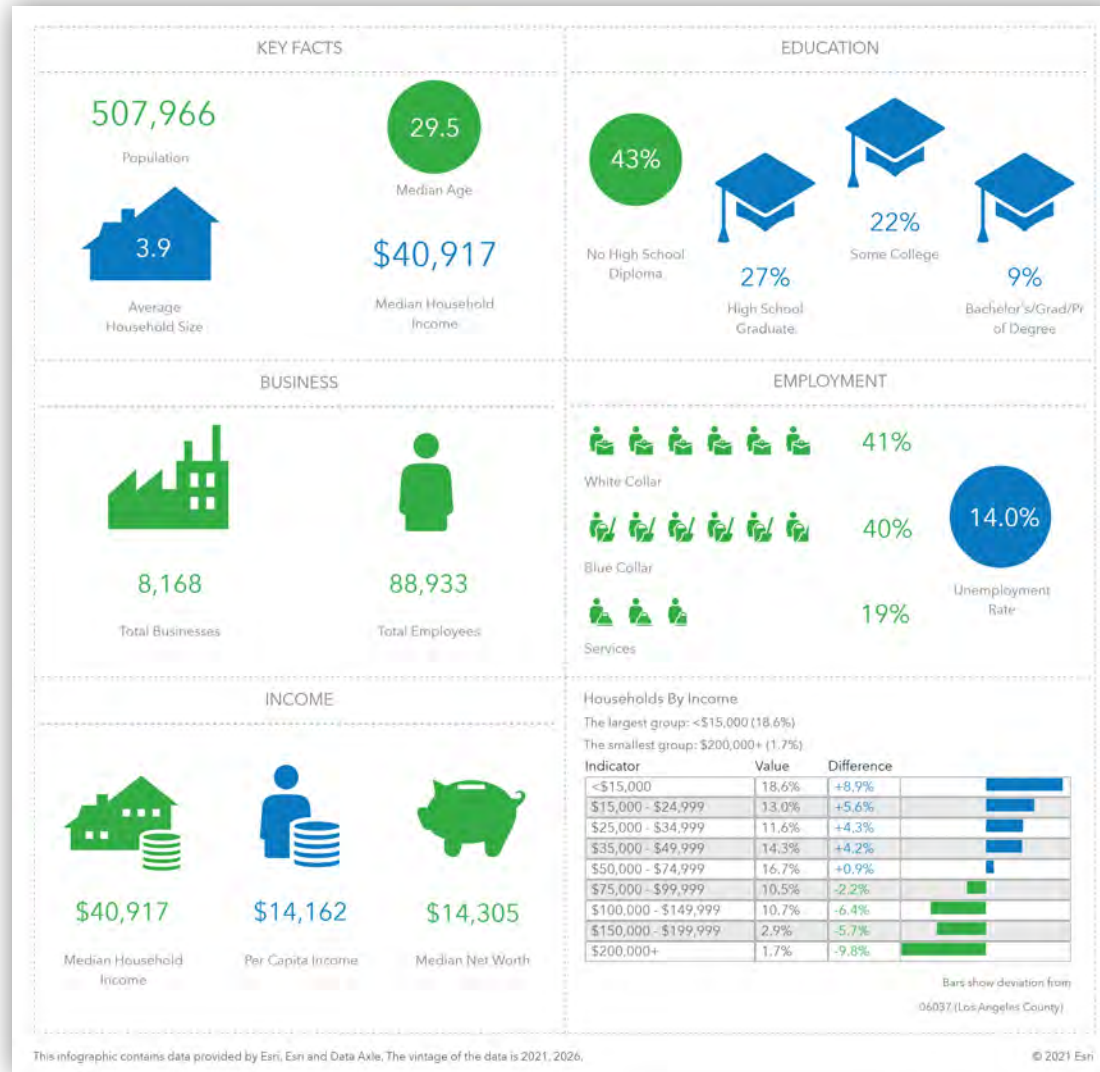 KEY FACTS
507,966
Population
29.5
Median Age
3.9
Average
Household Size
$40,917
Median Household
Income
EDUCATION
43%
No High School
Diploma
27%
High School
Graduate
22%
Some College
9%
Bachelor's/Grad/Pr
of Degree
BUSINESS
8,168
Total Businesses
88,933
Total Employees
EMPLOYMENT
41%
White Collar
40%
Blue Collar
19%
Services
14.0%
Unemployment
Rate
INCOME
$40,917
Median Household
Income
$14,162
Per Capita Income
$14,305
Median Net Worth
Households By Income
The largest group: <$15,000 (18.6%)
The smallest group: $200,000+ (1.7%)
Indicator Value Difference
<$15,000 18.6% +8.9%
$15,000 - $24,999 13.0% +5.6%
$25,000 - $34,999 11.6% +4.3%
$35,000 - $49,999 14.3% +4.2%
$50,000 - $74,999 16.7% +0.9%
$75,000 - $99,999 10.5% -2.2%
$100,000 - $149,999 10.7% -6.4%
$150,000 - $199,999 2.9% -5.7%
$200,000+ 1.7% -9.8%
Bars show deviation from
06037 (Los Angeles County)
This infographic contains data provided by Esri, Esri and Data Axle. The vintage of the data is 2021, 2026.
© 2021 Esri